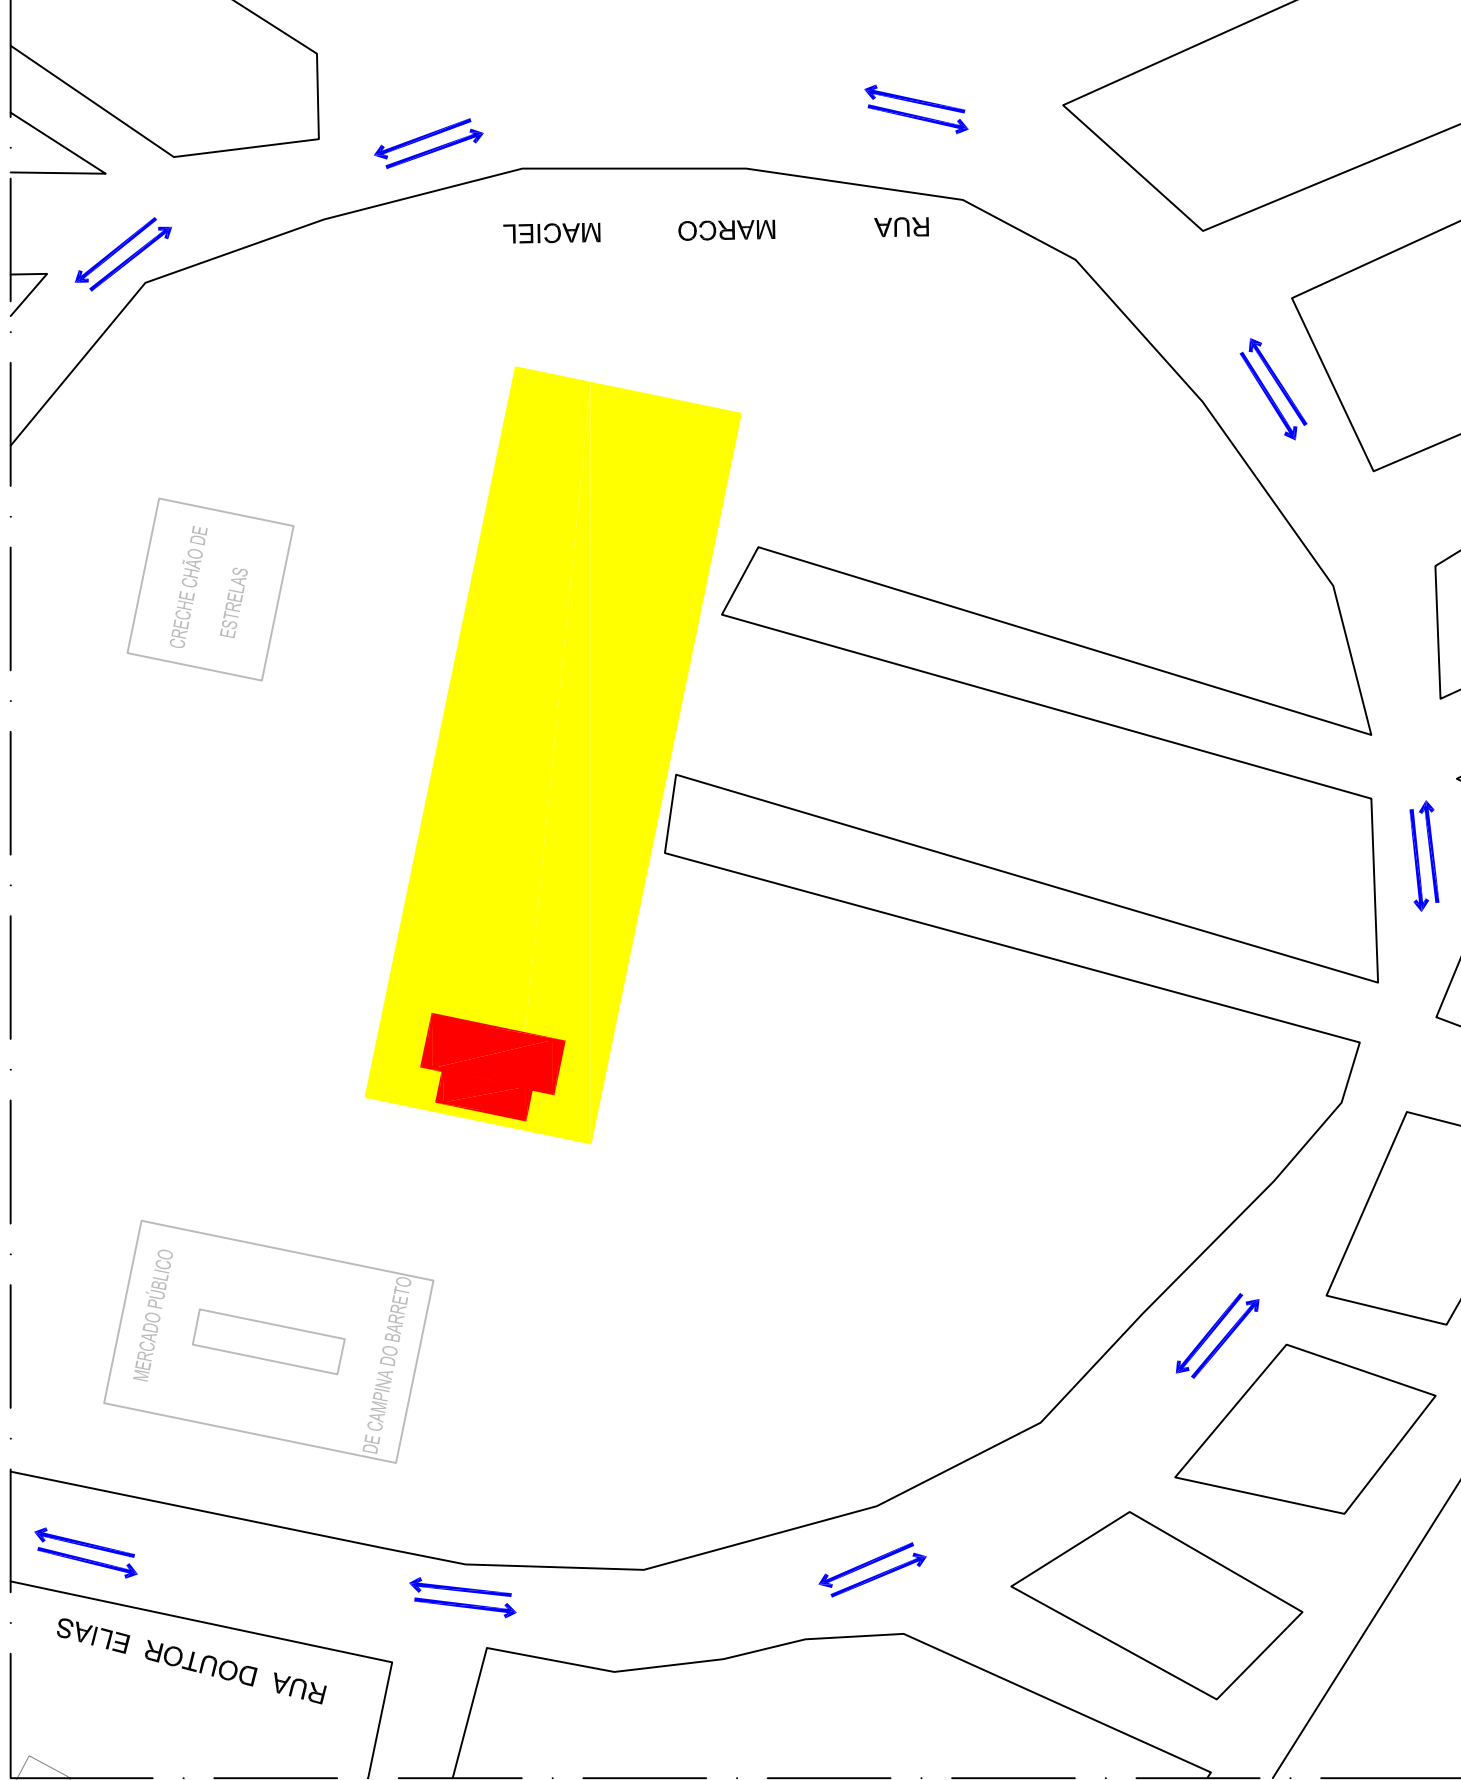 RUA MARCO MACIEL
CRECHE CHÃO DE
ESTRELAS
MERCADO PÚBLICO
DE CAMPINA DO BARRETO
RUA DOUTOR ELIAS